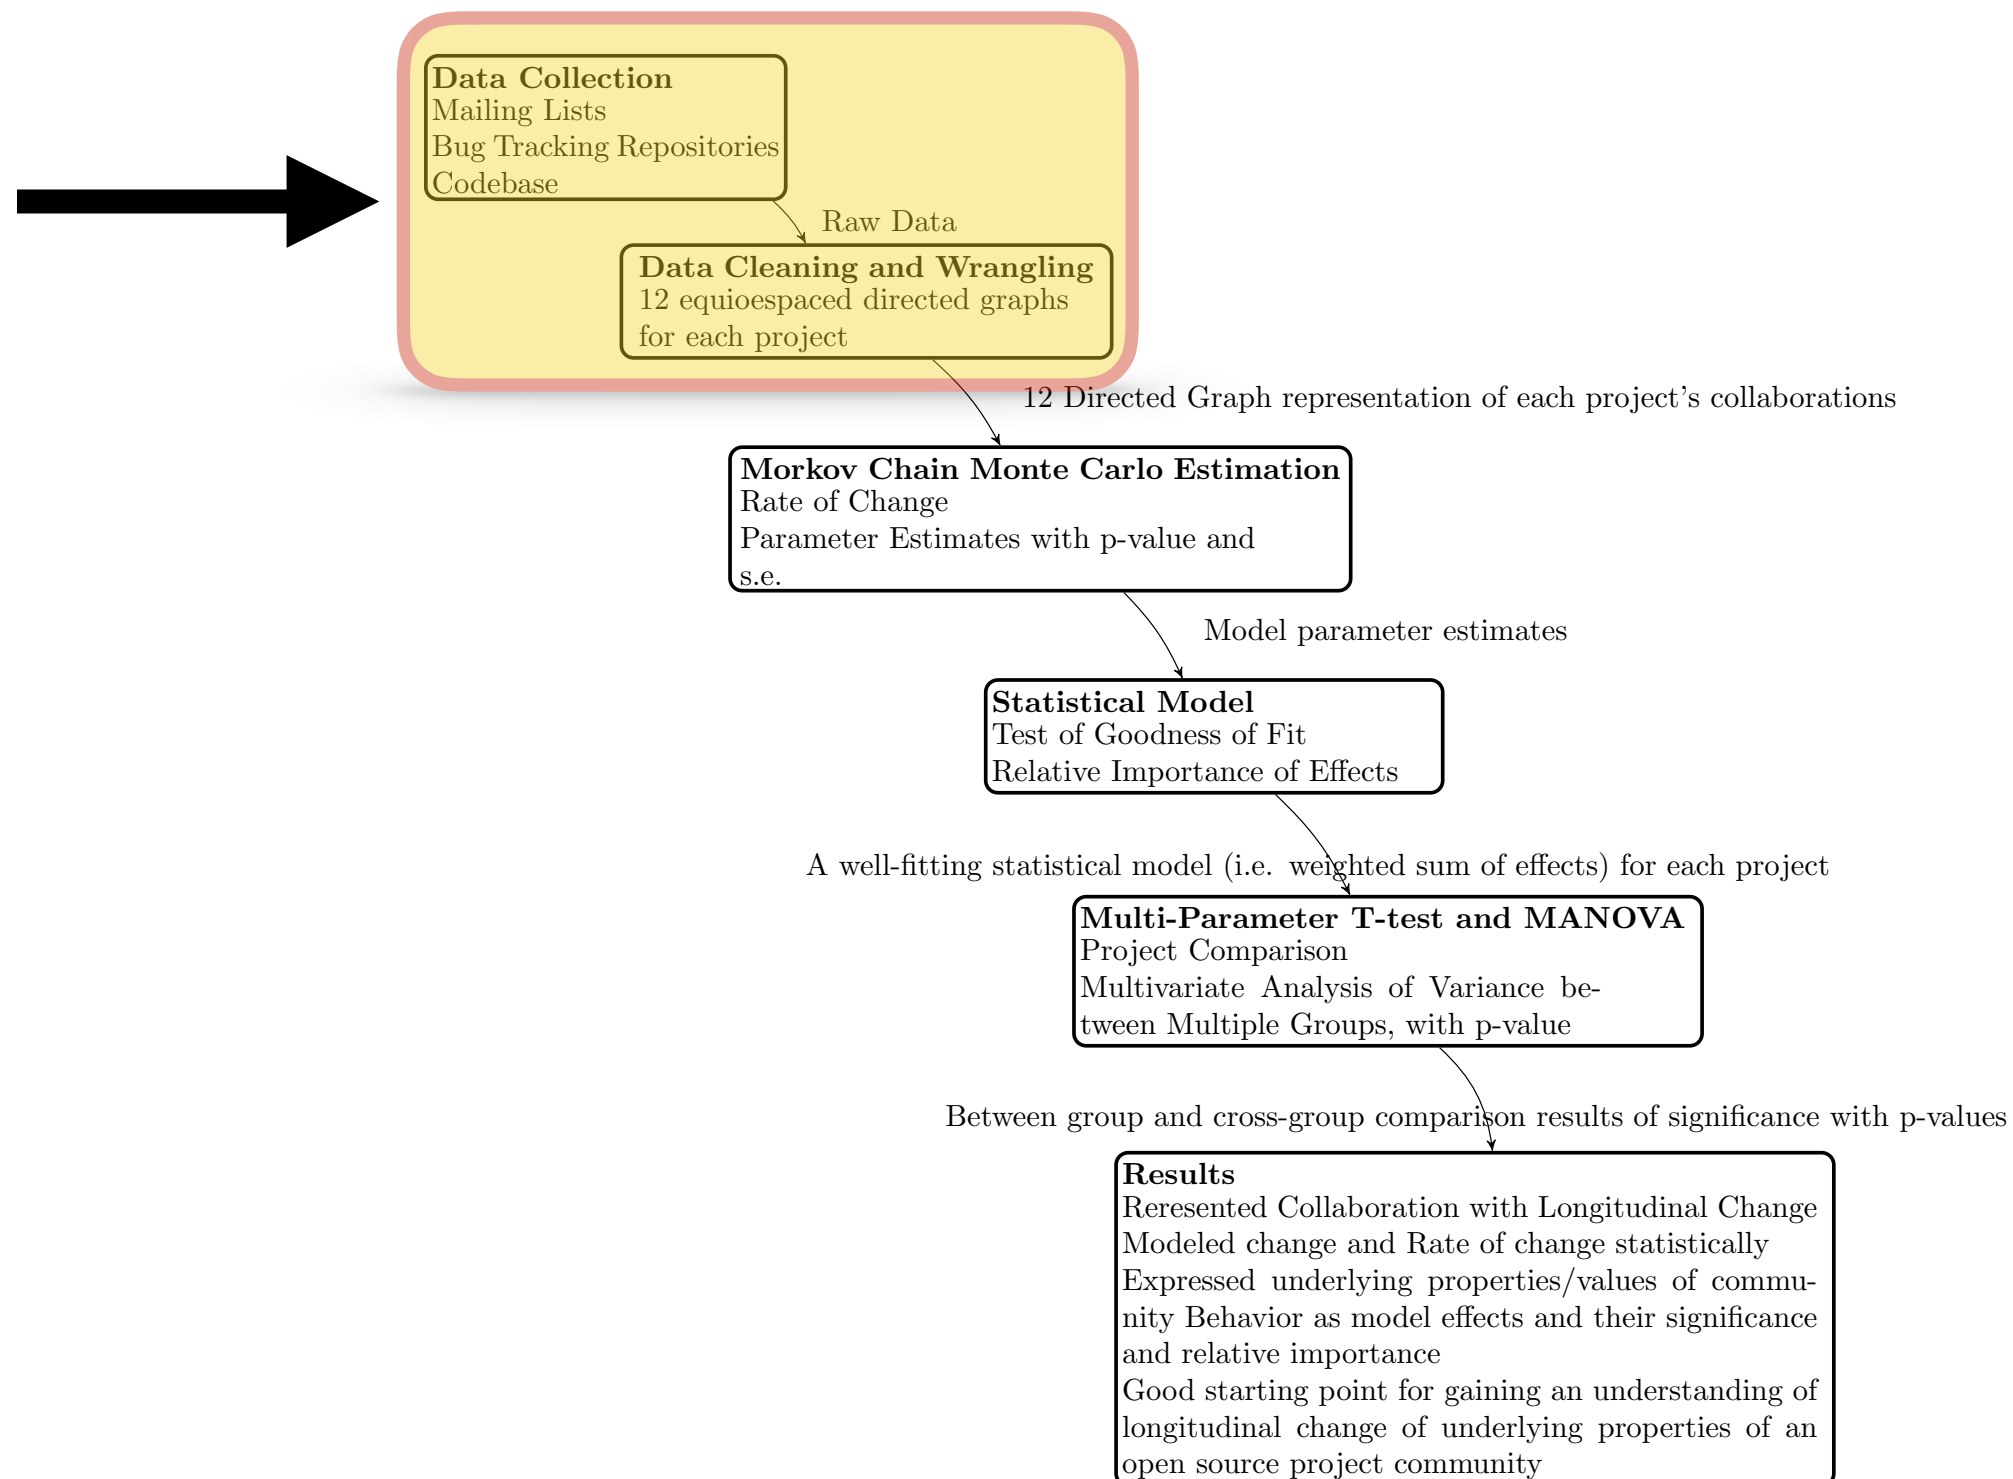 Data Collection
Mailing Lists
Bug Tracking Repositories
Codebase
Raw Data
Data Cleaning and Wrangling
12 equioespaced directed graphs
for each project
12 Directed Graph representation of each project's collaborations
Morkov Chain Monte Carlo Estimation
Rate of Change
Parameter Estimates with p-value and
s.e.
Model parameter estimates
Statistical Model
Test of Goodness of Fit
Relative Importance of Effects
A well-fitting statistical model (i.e. weighted sum of effects) for each project
Multi-Parameter T-test and MANOVA
Project Comparison
Multivariate Analysis of Variance be-
tween Multiple Groups, with p-value
Between group and cross-group comparison results of significance with p-values
Results
Reresented Collaboration with Longitudinal Change
Modeled change and Rate of change statistically
Expressed underlying properties/values of commu-
nity Behavior as model effects and their significance
and relative importance
Good starting point for gaining an understanding of
longitudinal change of underlying properties of an
open source project community